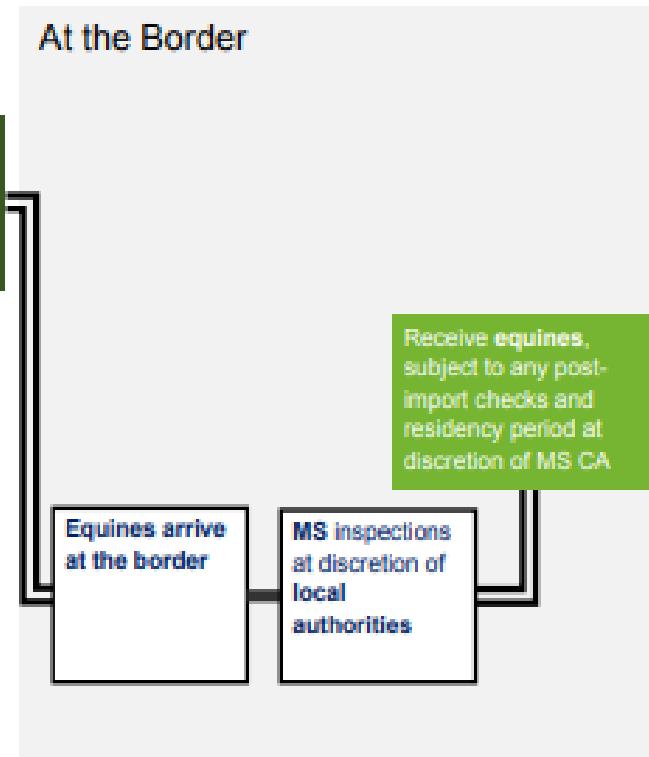 At the Border
Receive equines,
subject to any post-
import checks and
residency period at
discretion of MS CA
Equines arrive
at the border
MS inspections
at discretion of
local
authorities